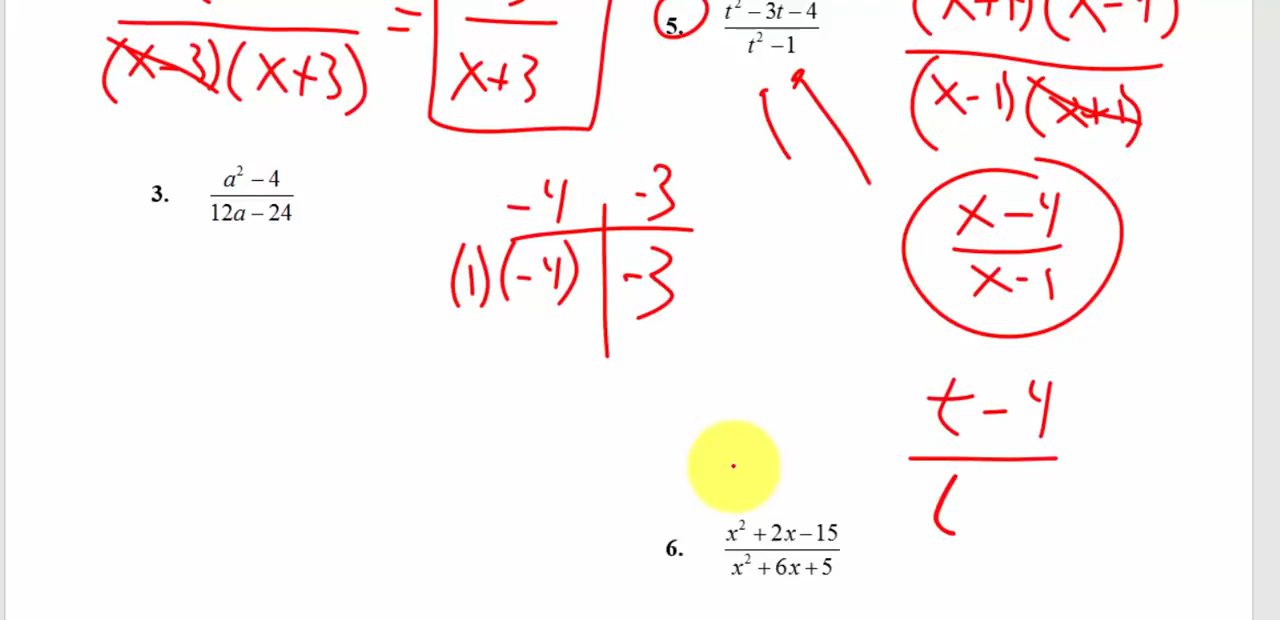 (x-3)(x+3) = x+3
5. t² – 3t – 4
t² – 1
(x+1)(x-4)
(x-1)(x+1)
3. a² – 4
12a – 24
-4 | -3
(1)(-4) | -3
x-4
x-1
t-4
(
6. x² + 2x – 15
x² + 6x + 5